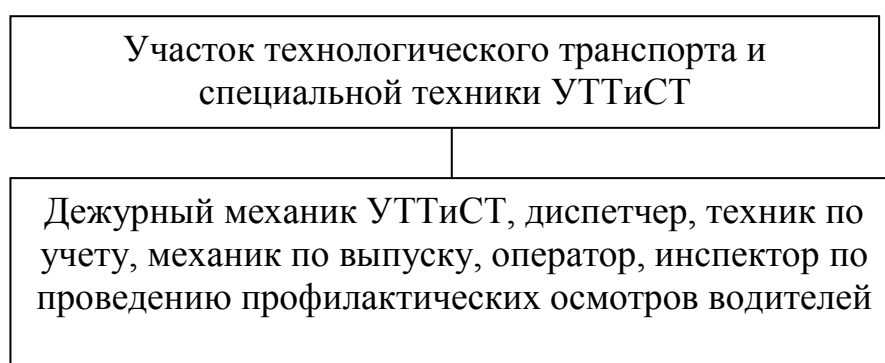 Участок технологического транспорта и
специальной техники УТТиСТ
Дежурный механик УТТиСТ, диспетчер, техник по
учету, механик по выпуску, оператор, инспектор по
проведению профилактических осмотров водителей